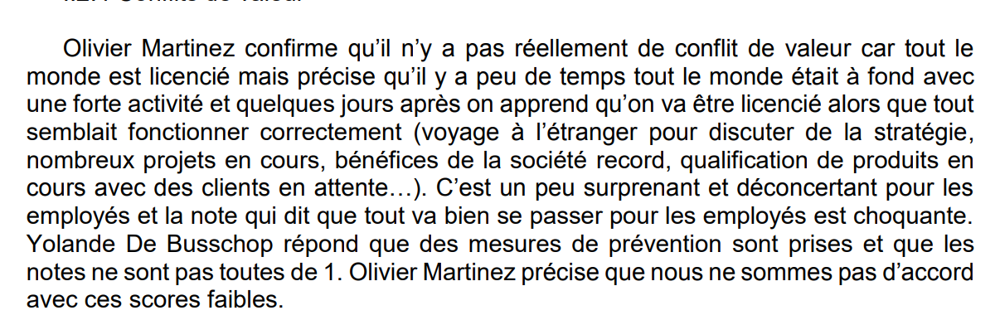 Olivier Martinez confirme qu’il n’y a pas réellement de conflit de valeur car tout le
monde est licencié mais précise qu’il y a peu de temps tout le monde était à fond avec
une forte activité et quelques jours après on apprend qu’on va être licencié alors que tout
semblait fonctionner correctement (voyage à l’étranger pour discuter de la stratégie,
nombreux projets en cours, bénéfices de la société record, qualification de produits en
cours avec des clients en attente…). C’est un peu surprenant et déconcertant pour les
employés et la note qui dit que tout va bien se passer pour les employés est choquante.
Yolande De Busschop répond que des mesures de prévention sont prises et que les
notes ne sont pas toutes de 1. Olivier Martinez précise que nous ne sommes pas d’accord
avec ces scores faibles.